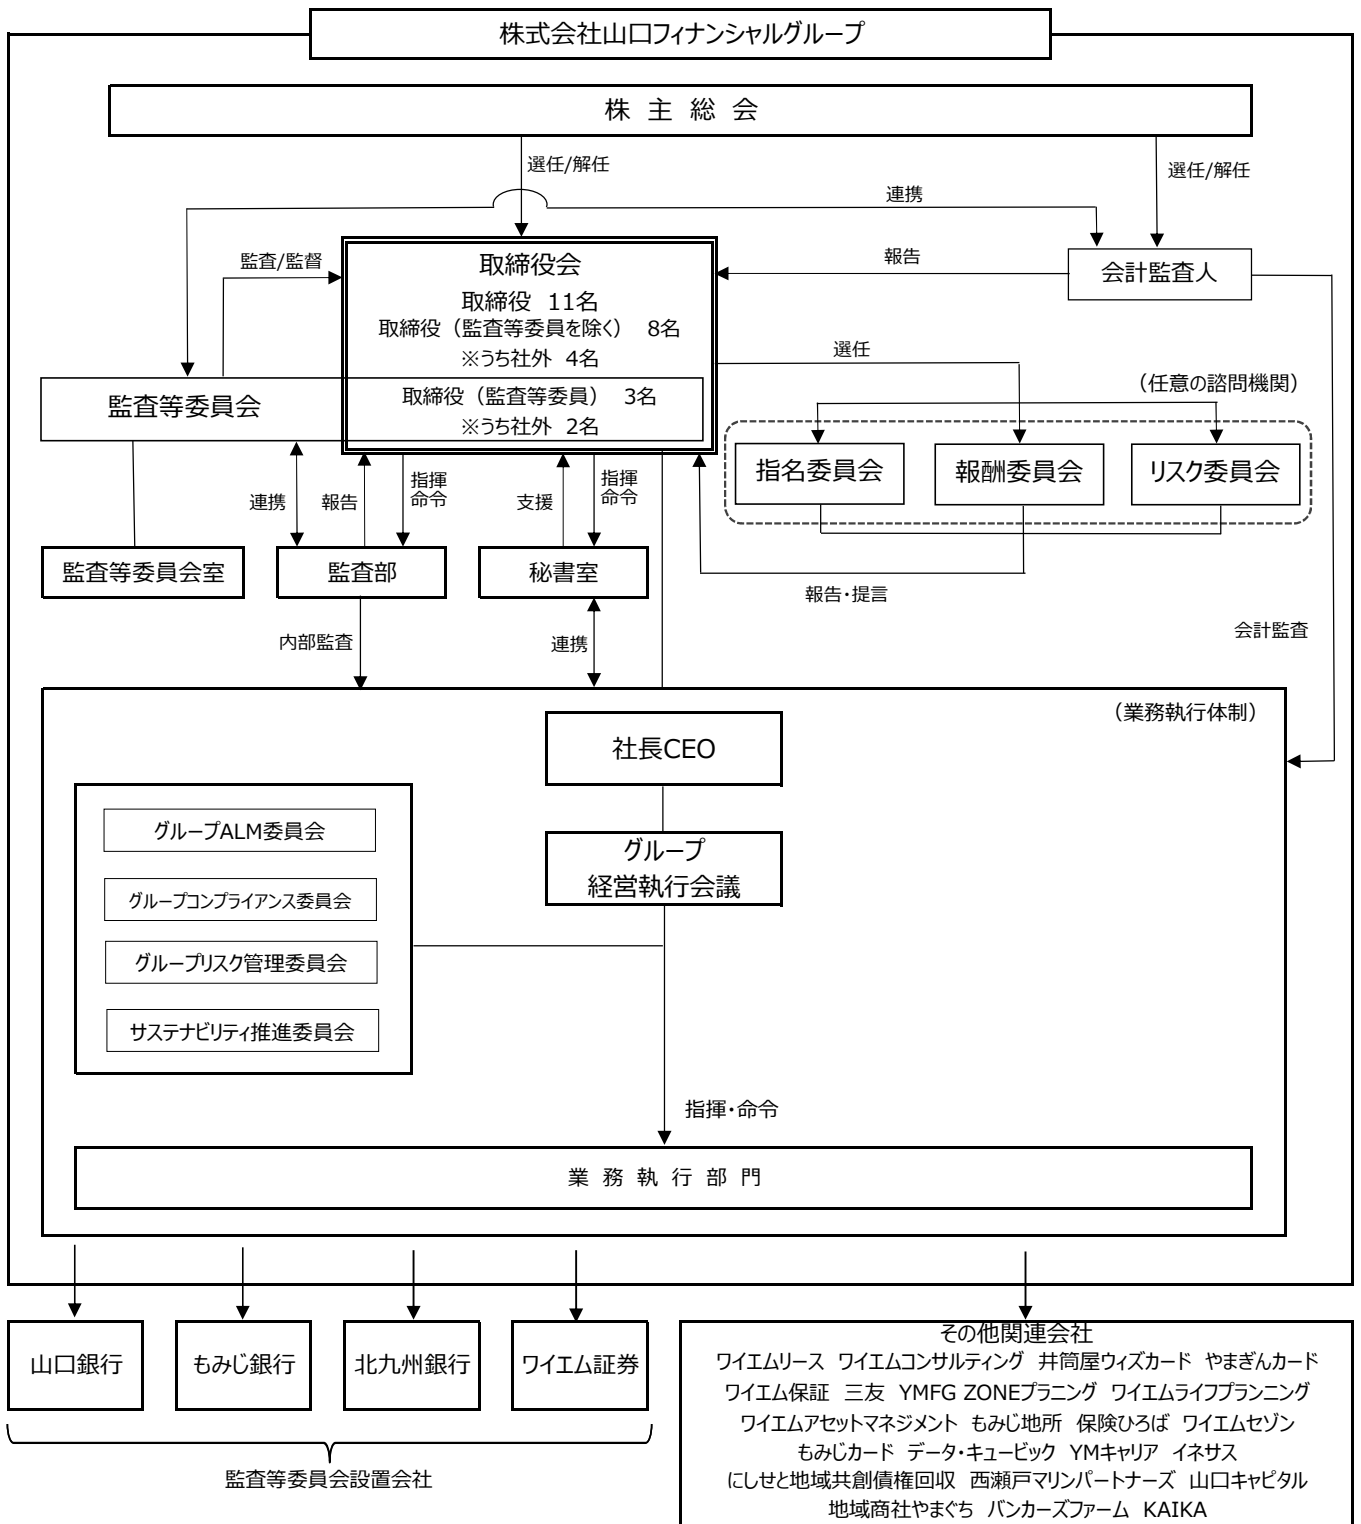 株式会社山口フィナンシャルグループ
株 主 総 会
選任/解任
選任/解任
連携
監査/監督
取締役会
報告
会計監査人
取締役 11名
取締役（監査等委員を除く） 8名
※うち社外 4名
選任
（任意の諮問機関）
監査等委員会
取締役（監査等委員） 3名
※うち社外 2名
指名委員会
報酬委員会
リスク委員会
連携
報告
指揮
命令
支援
指揮
命令
監査等委員会室
監査部
秘書室
報告・提言
内部監査
連携
会計監査
（業務執行体制）
社長CEO
グループALM委員会
グループ
経営執行会議
グループコンプライアンス委員会
グループリスク管理委員会
サステナビリティ推進委員会
指揮・命令
業 務 執 行 部 門
山口銀行
もみじ銀行
北九州銀行
ワイエム証券
監査等委員会設置会社
その他関連会社
ワイエムリース ワイエムコンサルティング 井筒屋ウィズカード やまぎんカード
ワイエム保証 三友 YMFG ZONEプラニング ワイエムライフプランニング
ワイエムアセットマネジメント もみじ地所 保険ひろば ワイエムセゾン
もみじカード データ・キュービック YMキャリア イネサス
にしせと地域共創債権回収 西瀬戸マリンパートナーズ 山口キャピタル
地域商社やまぐち バンカーズファーム KAIKA